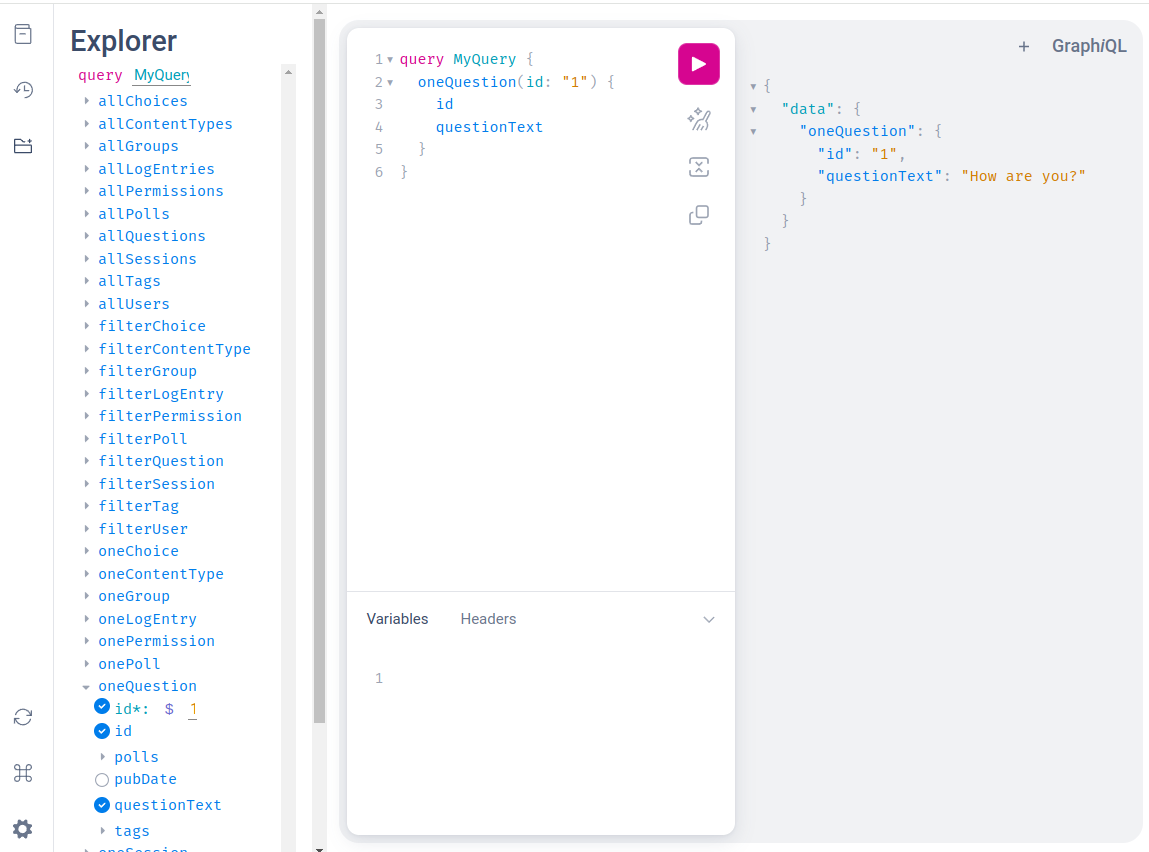 Explorer
query MyQuery
allChoices
allContentTypes
allGroups
allLogEntries
allPermissions
allPolls
allQuestions
allSessions
allTags
allUsers
filterChoice
filterContentType
filterGroup
filterLogEntry
filterPermission
filterPoll
filterQuestion
filterSession
filterTag
filterUser
oneChoice
oneContentType
oneGroup
oneLogEntry
onePermission
onePoll
oneQuestion
id*: $ 1
id
polls
pubDate
questionText
tags
oneSession
1 query MyQuery {
2 oneQuestion(id: "1") {
3 id
4 questionText
5 }
6 }
Variables Headers
1
+ GraphiQL
{
"data": {
"oneQuestion": {
"id": "1",
"questionText": "How are you?"
}
}
}